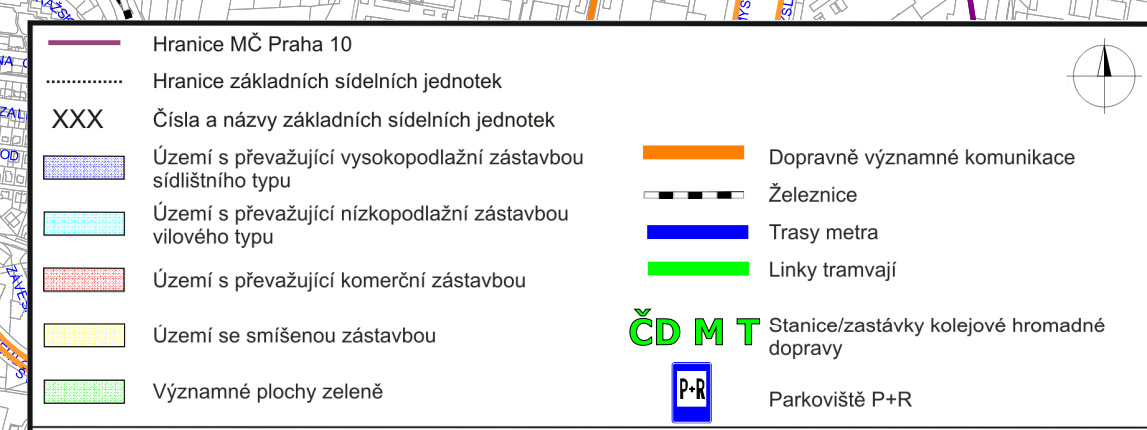 Hranice MČ Praha 10
Hranice základních sídelních jednotek
XXX
Čísla a názvy základních sídelních jednotek
Území s převažující vysokopodlažní zástavbou
sídlištního typu
Území s převažující nízkopodlažní zástavbou
vilového typu
Území s převažující komerční zástavbou
Území se smíšenou zástavbou
Významné plochy zeleně
Dopravně významné komunikace
Železnice
Trasy metra
Linky tramvají
ČD M T
Stanice/zastávky kolejové hromadné
dopravy
P+R
Parkoviště P+R